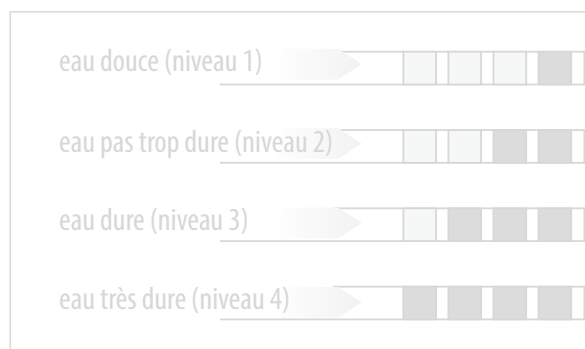 eau douce (niveau 1)
eau pas trop dure (niveau 2)
eau dure (niveau 3)
eau très dure (niveau 4)